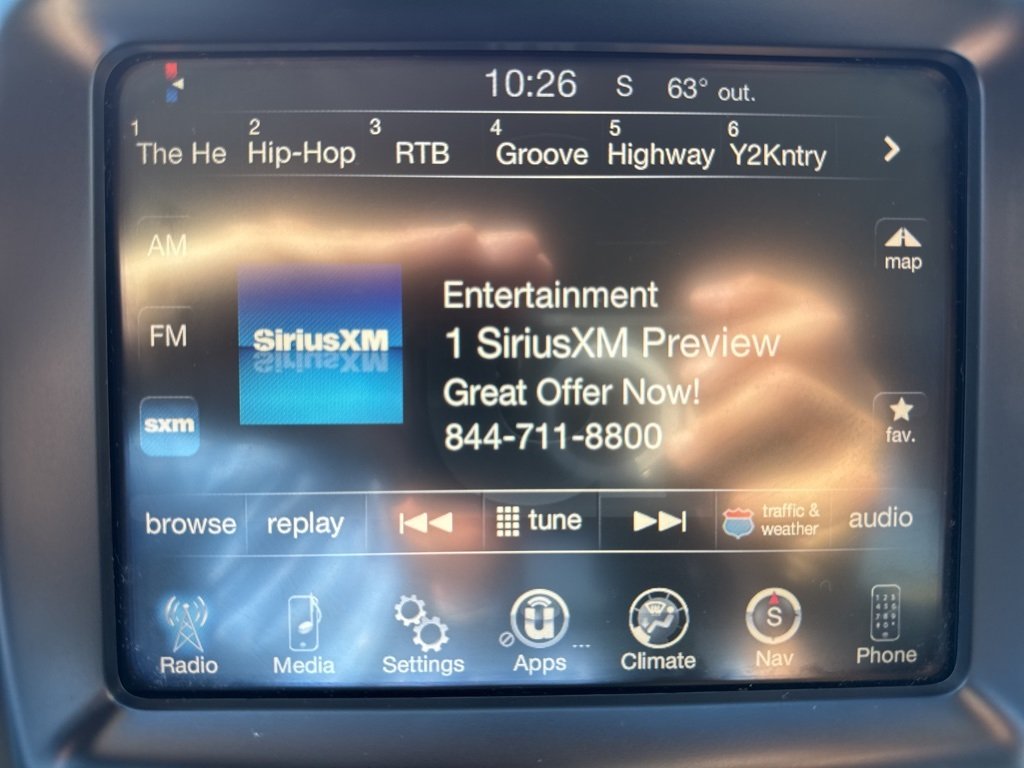 10:26 S 63° out.
1 2 3 4 5 6
The He Hip-Hop RTB Groove Highway Y2Kntry
AM
map
FM
SiriusXM
Entertainment
1 SiriusXM Preview
Great Offer Now!
844-711-8800
sxm
fav.
browse replay tune traffic & weather audio
u S
Radio Media Settings Apps ... Climate Nav Phone